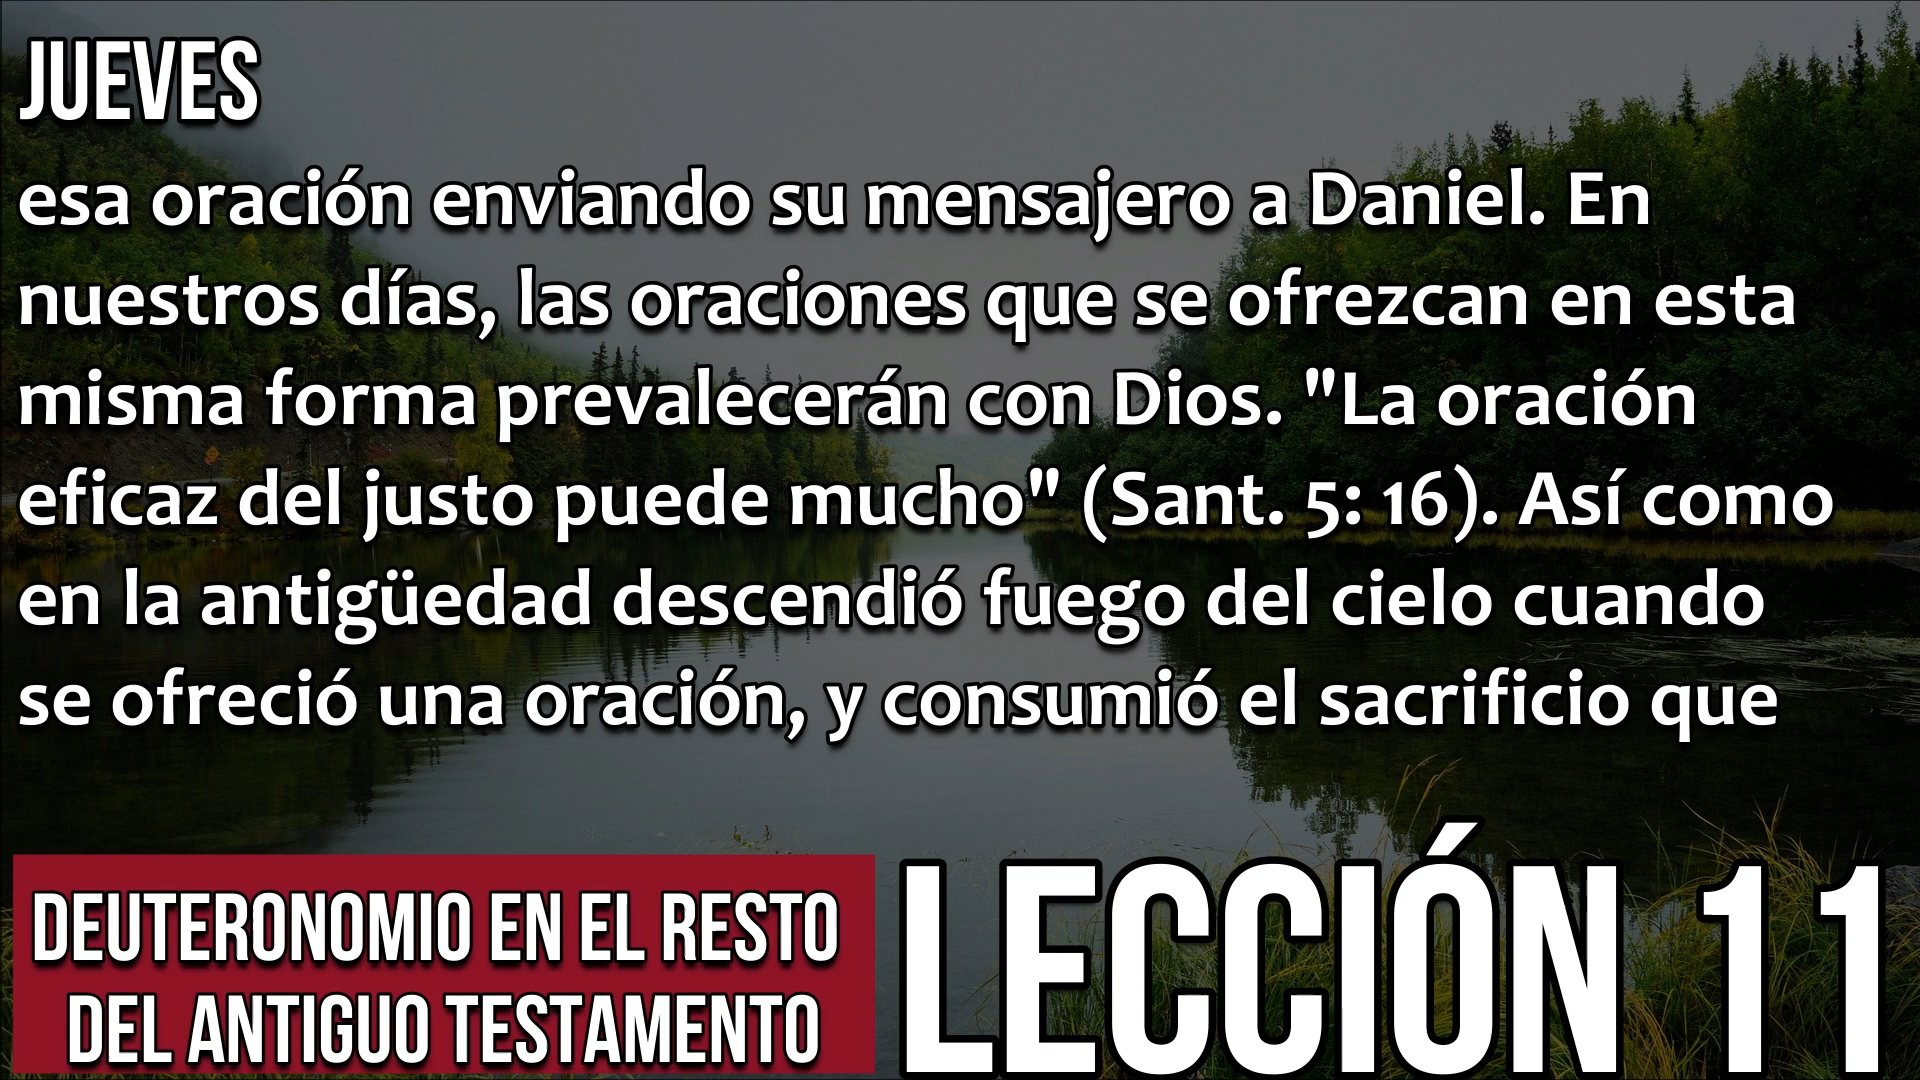 JUEVES
esa oración enviando su mensajero a Daniel. En
nuestros días, las oraciones que se ofrezcan en esta
misma forma prevalecerán con Dios. "La oración
eficaz del justo puede mucho" (Sant. 5: 16). Así como
en la antigüedad descendió fuego del cielo cuando
se ofreció una oración, y consumió el sacrificio que
DEUTERONOMIO EN EL RESTO
DEL ANTIGUO TESTAMENTO
LECCIÓN 11